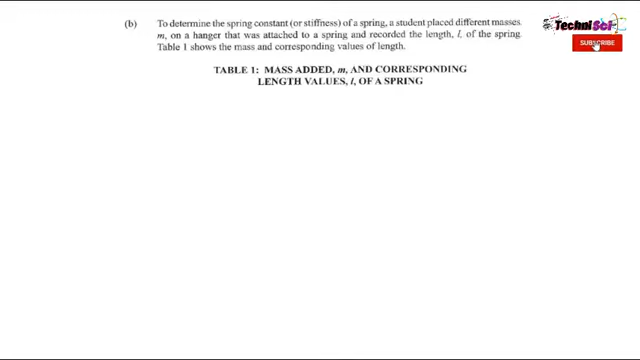 TechniSci
SUBSCRIBE
(b) To determine the spring constant (or stiffness) of a spring, a student placed different masses
m, on a hanger that was attached to a spring and recorded the length, l, of the spring.
Table 1 shows the mass and corresponding values of length.
TABLE 1: MASS ADDED, m, AND CORRESPONDING
LENGTH VALUES, l, OF A SPRING